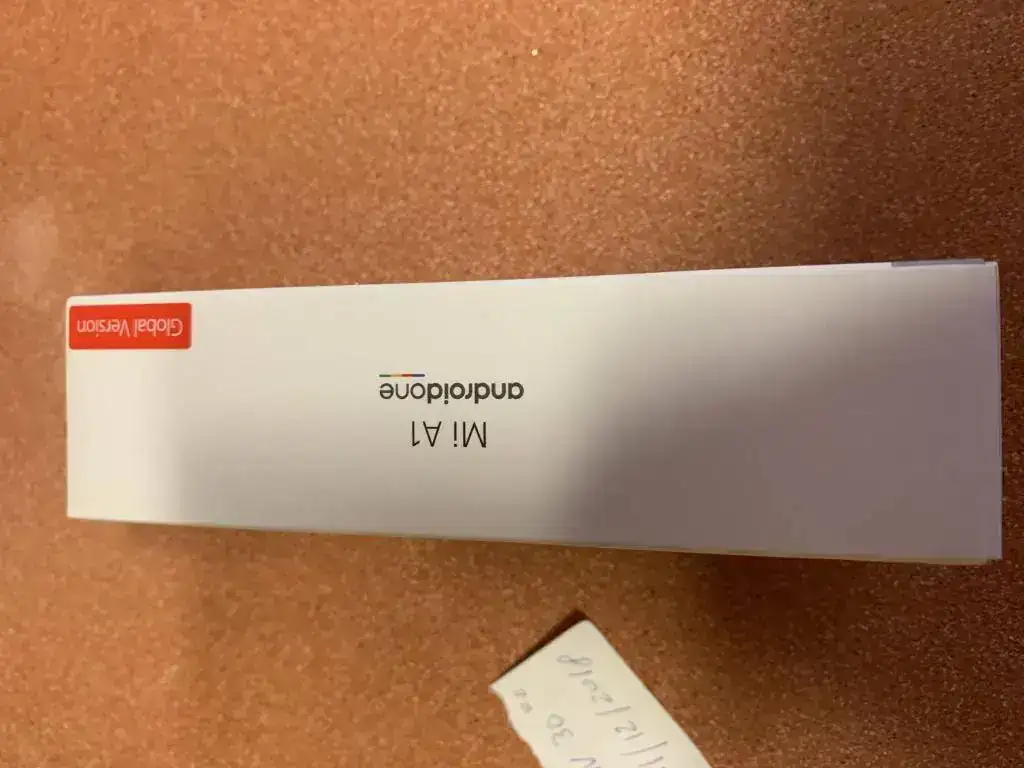 Mi A1
androidone
Global Version